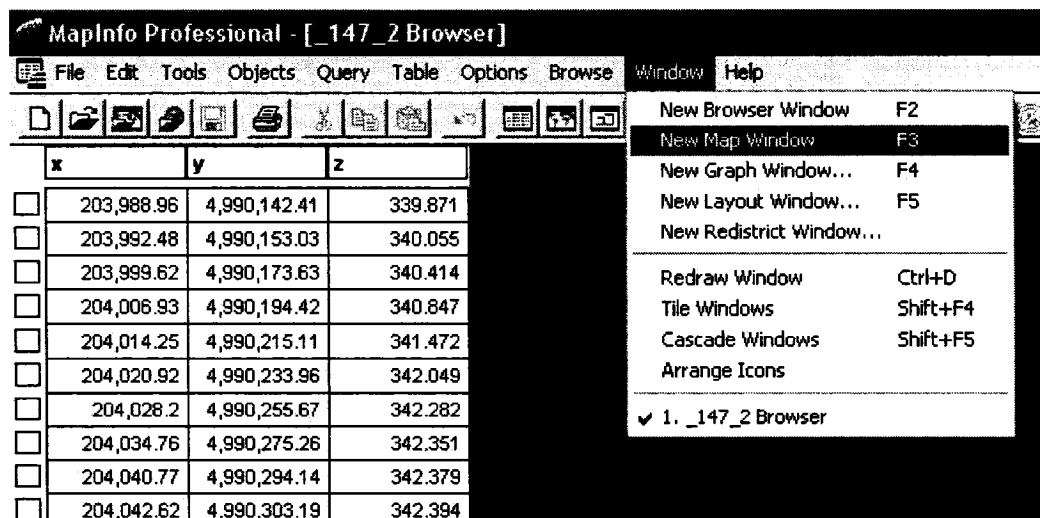 MapInfo Professional - [_147_2 Browser]
File Edit Tools Objects Query Table Options Browse Window Help
New Browser Window F2
New Map Window F3
New Graph Window... F4
New Layout Window... F5
New Redistrict Window...
Redraw Window Ctrl+D
Tile Windows Shift+F4
Cascade Windows Shift+F5
Arrange Icons
✔ 1. _147_2 Browser
x y z
203,988.96 4,990,142.41 339.871
203,992.48 4,990,153.03 340.055
203,999.62 4,990,173.63 340.414
204,006.93 4,990,194.42 340.847
204,014.25 4,990,215.11 341.472
204,020.92 4,990,233.96 342.049
204,028.2 4,990,255.67 342.282
204,034.76 4,990,275.26 342.351
204,040.77 4,990,294.14 342.379
204,042.62 4,990,303.19 342.394